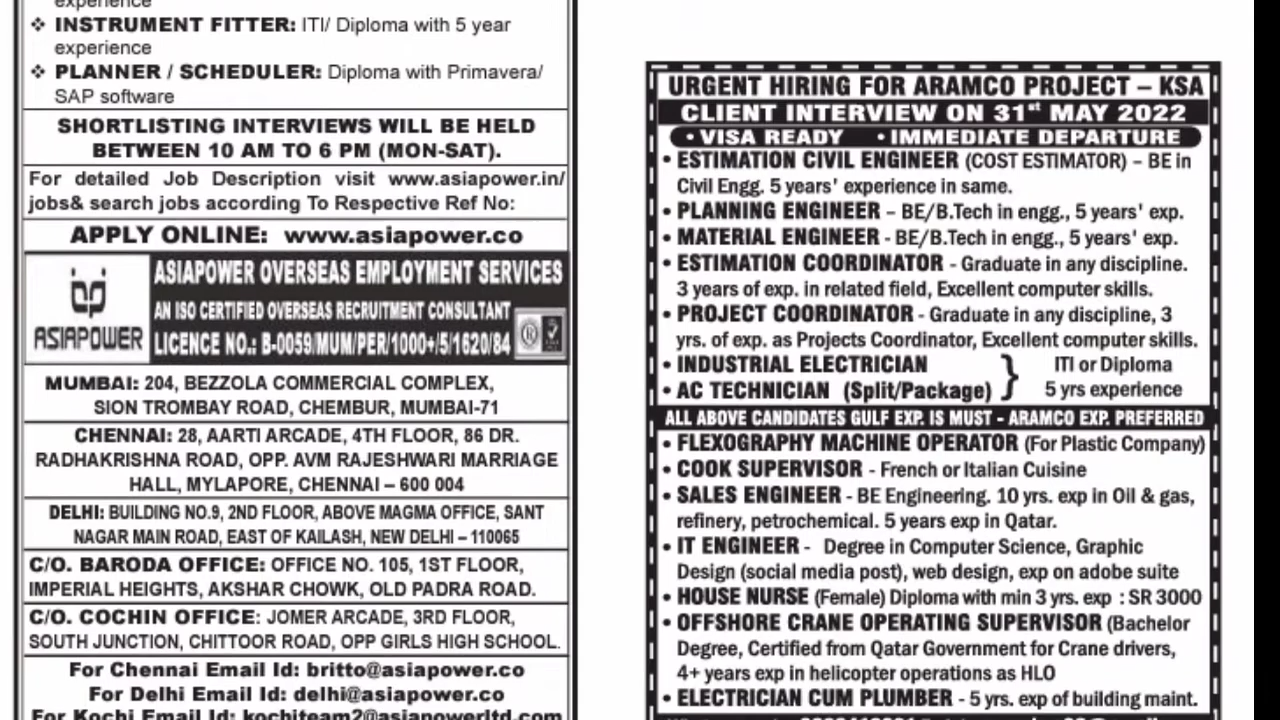 experience
❖ INSTRUMENT FITTER: ITI/ Diploma with 5 year
experience
❖ PLANNER / SCHEDULER: Diploma with Primavera/
SAP software
SHORTLISTING INTERVIEWS WILL BE HELD
BETWEEN 10 AM TO 6 PM (MON-SAT).
For detailed Job Description visit www.asiapower.in/
jobs& search jobs according To Respective Ref No:
APPLY ONLINE: www.asiapower.co
ASIAPOWER
ASIAPOWER OVERSEAS EMPLOYMENT SERVICES
AN ISO CERTIFIED OVERSEAS RECRUITMENT CONSULTANT
LICENCE NO.: B-0059/MUM/PER/1000+/5/1620/84
MUMBAI: 204, BEZZOLA COMMERCIAL COMPLEX,
SION TROMBAY ROAD, CHEMBUR, MUMBAI-71
CHENNAI: 28, AARTI ARCADE, 4TH FLOOR, 86 DR.
RADHAKRISHNA ROAD, OPP. AVM RAJESHWARI MARRIAGE
HALL, MYLAPORE, CHENNAI – 600 004
DELHI: BUILDING NO.9, 2ND FLOOR, ABOVE MAGMA OFFICE, SANT
NAGAR MAIN ROAD, EAST OF KAILASH, NEW DELHI – 110065
C/O. BARODA OFFICE: OFFICE NO. 105, 1ST FLOOR,
IMPERIAL HEIGHTS, AKSHAR CHOWK, OLD PADRA ROAD.
C/O. COCHIN OFFICE: JOMER ARCADE, 3RD FLOOR,
SOUTH JUNCTION, CHITTOOR ROAD, OPP GIRLS HIGH SCHOOL.
For Chennai Email Id: britto@asiapower.co
For Delhi Email Id: delhi@asiapower.co
For Kochi Email Id: kochiteam2@asiapowerltd.com
URGENT HIRING FOR ARAMCO PROJECT – KSA
CLIENT INTERVIEW ON 31st MAY 2022
• VISA READY • IMMEDIATE DEPARTURE
• ESTIMATION CIVIL ENGINEER (COST ESTIMATOR) – BE in
Civil Engg. 5 years' experience in same.
• PLANNING ENGINEER – BE/B.Tech in engg., 5 years' exp.
• MATERIAL ENGINEER - BE/B.Tech in engg., 5 years' exp.
• ESTIMATION COORDINATOR - Graduate in any discipline.
3 years of exp. in related field, Excellent computer skills.
• PROJECT COORDINATOR - Graduate in any discipline, 3
yrs. of exp. as Projects Coordinator, Excellent computer skills.
• INDUSTRIAL ELECTRICIAN } ITI or Diploma
• AC TECHNICIAN (Split/Package) 5 yrs experience
ALL ABOVE CANDIDATES GULF EXP. IS MUST - ARAMCO EXP. PREFERRED
• FLEXOGRAPHY MACHINE OPERATOR (For Plastic Company)
• COOK SUPERVISOR - French or Italian Cuisine
• SALES ENGINEER - BE Engineering. 10 yrs. exp in Oil & gas,
refinery, petrochemical. 5 years exp in Qatar.
• IT ENGINEER - Degree in Computer Science, Graphic
Design (social media post), web design, exp on adobe suite
• HOUSE NURSE (Female) Diploma with min 3 yrs. exp : SR 3000
• OFFSHORE CRANE OPERATING SUPERVISOR (Bachelor
Degree, Certified from Qatar Government for Crane drivers,
4+ years exp in helicopter operations as HLO
• ELECTRICIAN CUM PLUMBER - 5 yrs. exp of building maint.